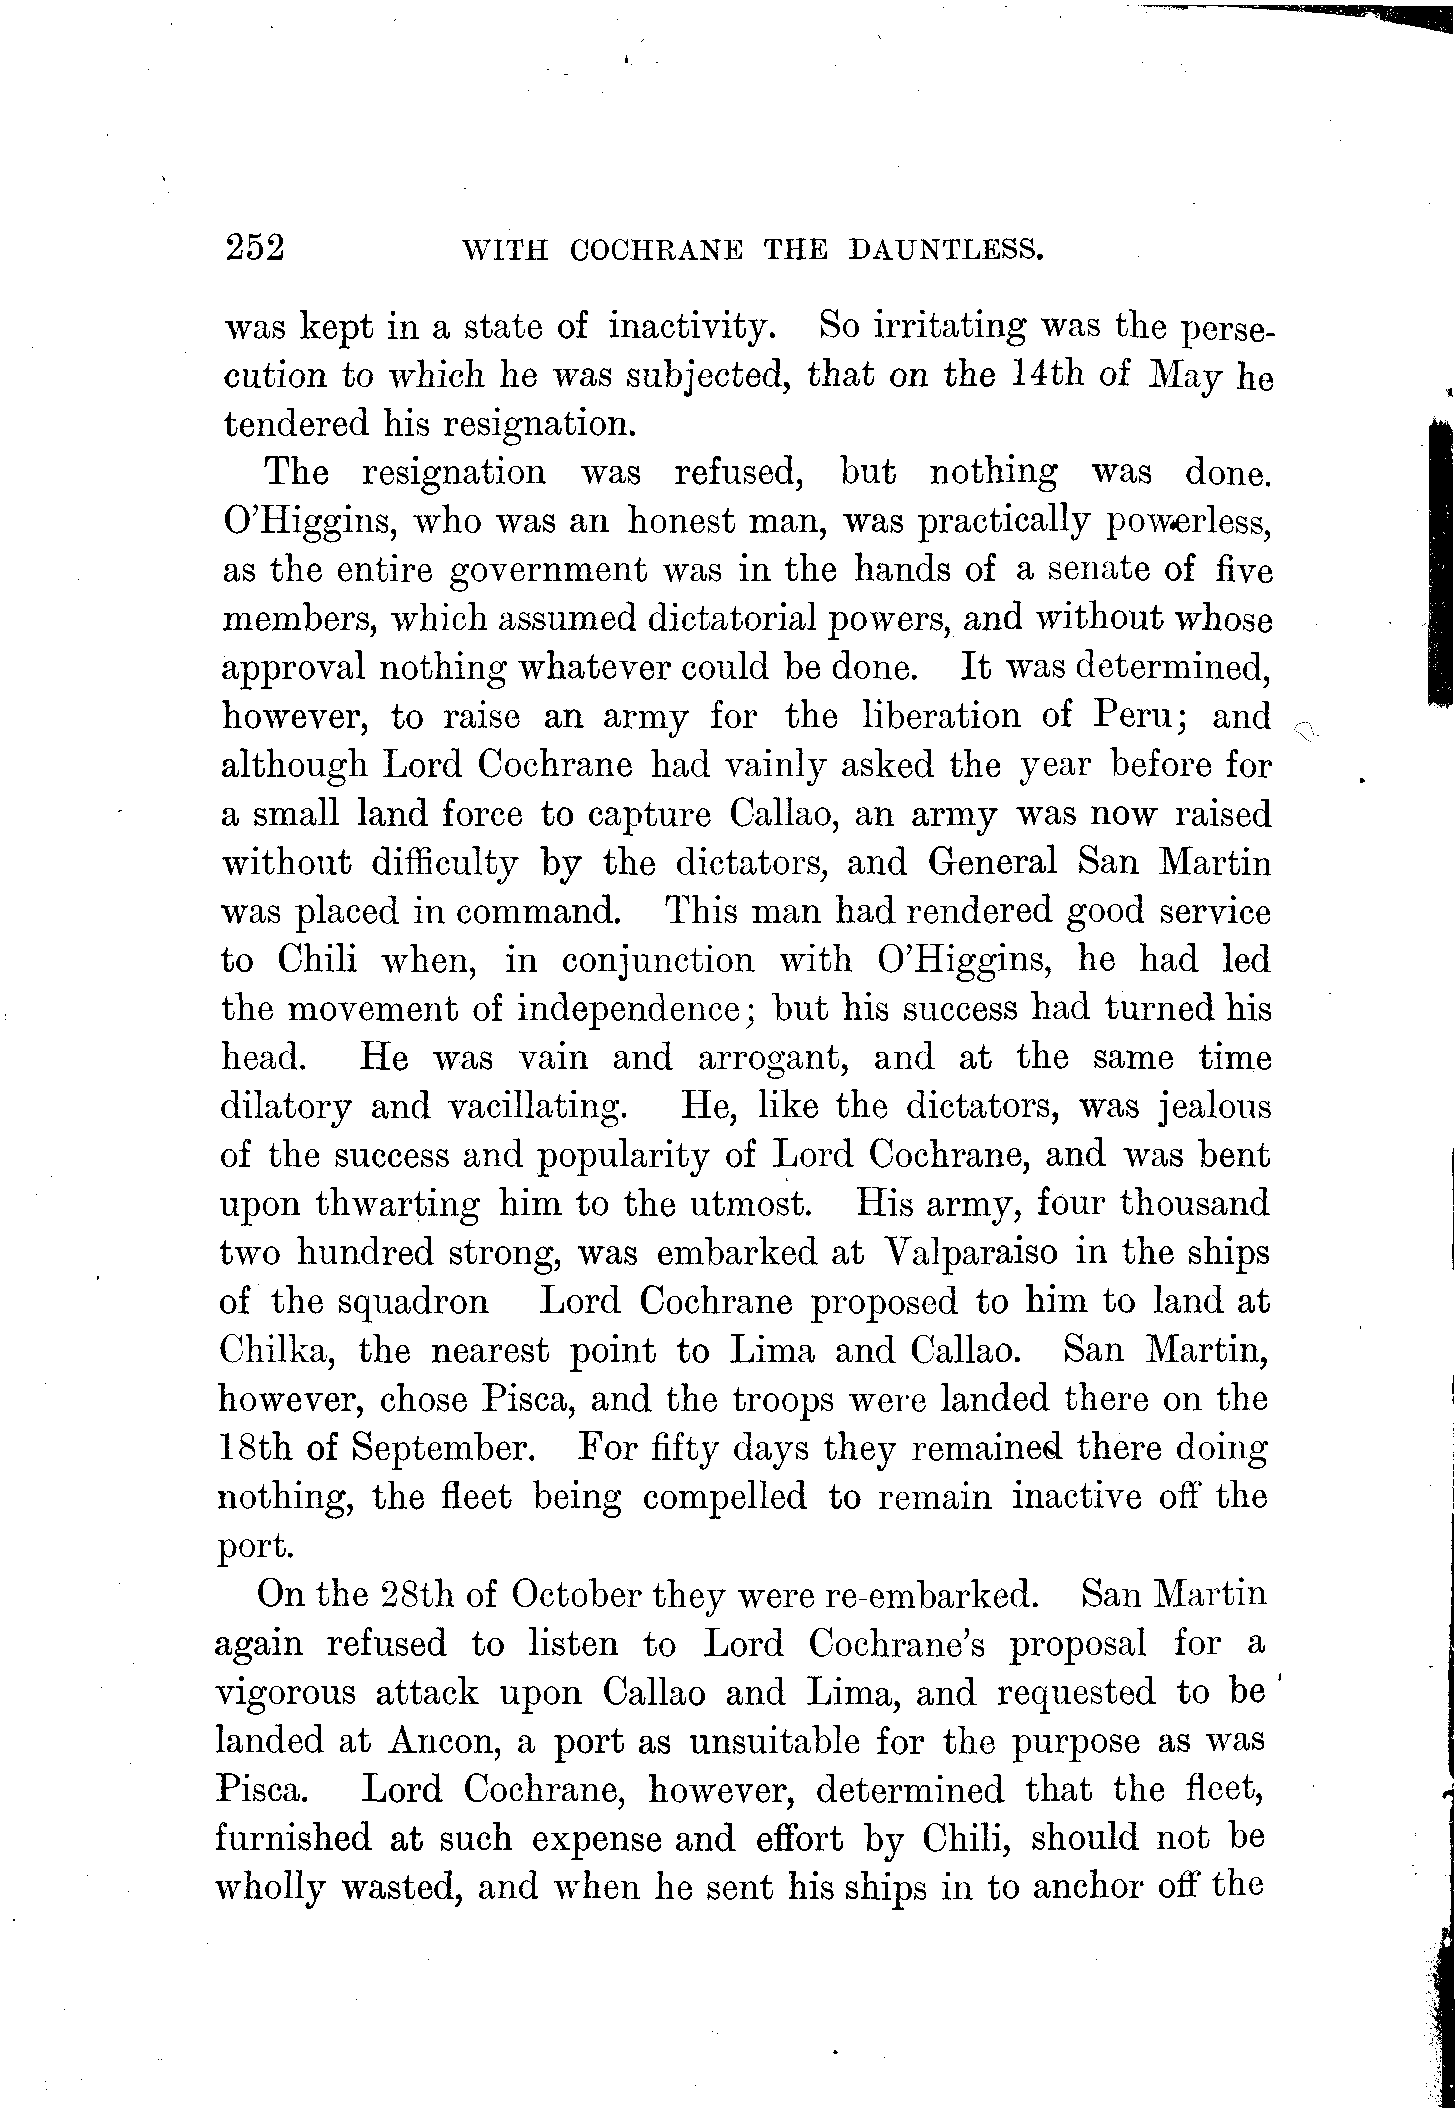 252 WITH COCHRANE THE DAUNTLESS.
was kept in a state of inactivity. So irritating was the perse-
cution to which he was subjected, that on the 14th of May he
tendered his resignation.
The resignation was refused, but nothing was done.
O'Higgins, who was an honest man, was practically powerless,
as the entire government was in the hands of a senate of five
members, which assumed dictatorial powers, and without whose
approval nothing whatever could be done. It was determined,
however, to raise an army for the liberation of Peru; and
although Lord Cochrane had vainly asked the year before for
a small land force to capture Callao, an army was now raised
without difficulty by the dictators, and General San Martin
was placed in command. This man had rendered good service
to Chili when, in conjunction with O'Higgins, he had led
the movement of independence; but his success had turned his
head. He was vain and arrogant, and at the same time
dilatory and vacillating. He, like the dictators, was jealous
of the success and popularity of Lord Cochrane, and was bent
upon thwarting him to the utmost. His army, four thousand
two hundred strong, was embarked at Valparaiso in the ships
of the squadron Lord Cochrane proposed to him to land at
Chilka, the nearest point to Lima and Callao. San Martin,
however, chose Pisca, and the troops were landed there on the
18th of September. For fifty days they remained there doing
nothing, the fleet being compelled to remain inactive off the
port.
On the 28th of October they were re-embarked. San Martin
again refused to listen to Lord Cochrane's proposal for a
vigorous attack upon Callao and Lima, and requested to be
landed at Ancon, a port as unsuitable for the purpose as was
Pisca. Lord Cochrane, however, determined that the fleet,
furnished at such expense and effort by Chili, should not be
wholly wasted, and when he sent his ships in to anchor off the